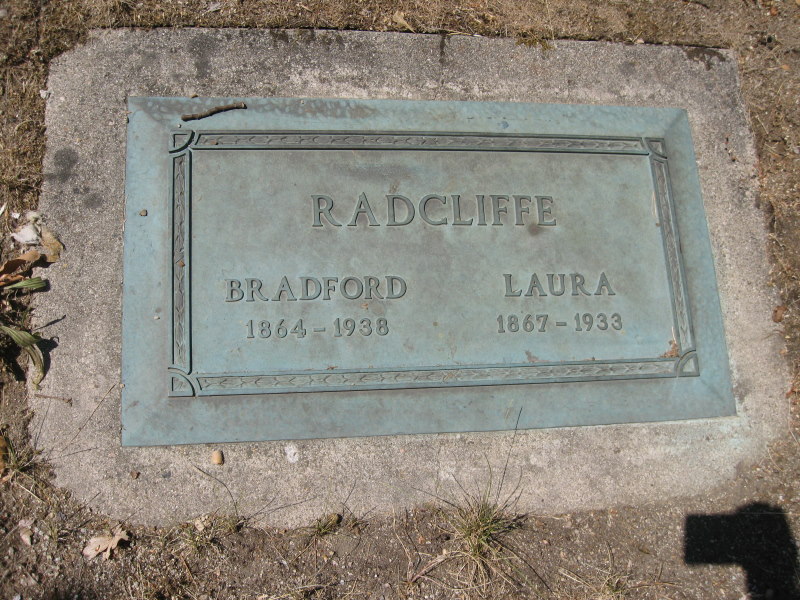 RADCLIFFE
BRADFORD LAURA
1864 - 1938 1867 - 1933